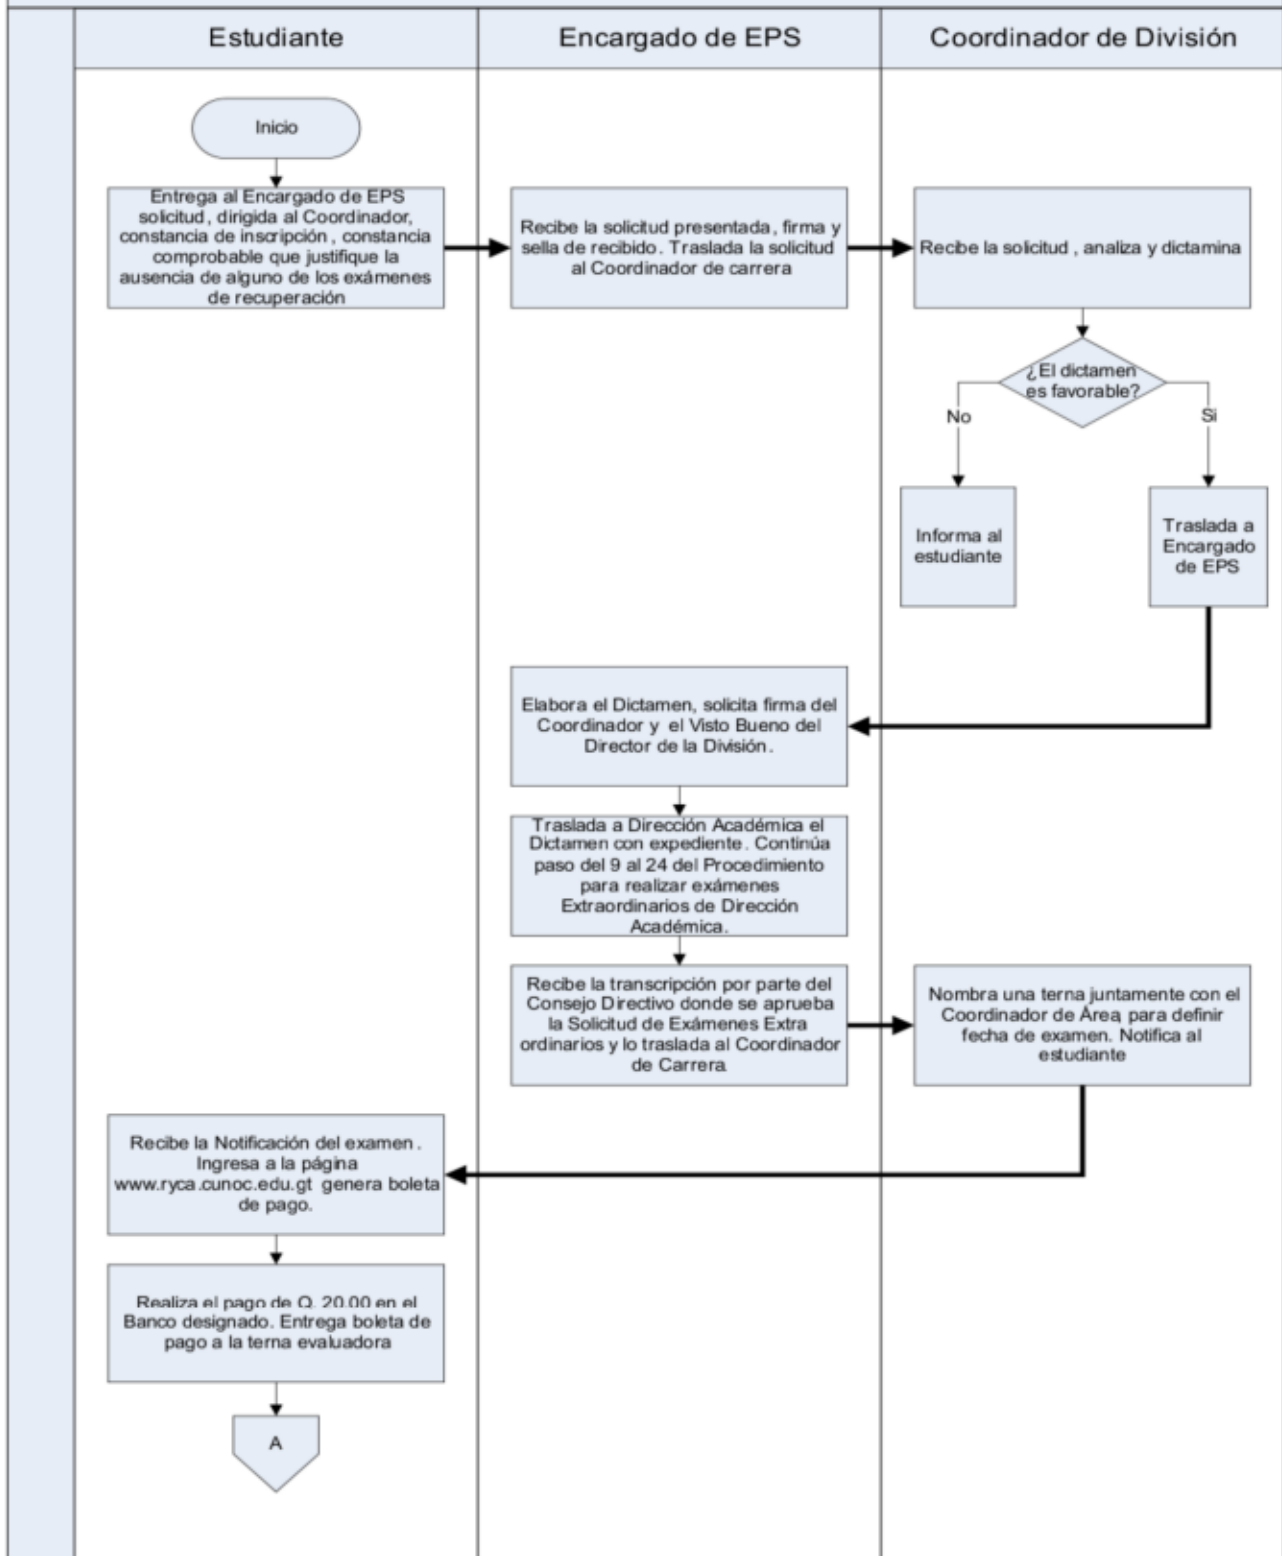 Estudiante
Encargado de EPS
Coordinador de División
Inicio
Entrega al Encargado de EPS
solicitud, dirigida al Coordinador,
constancia de inscripción, constancia
comprobable que justifique la
ausencia de alguno de los exámenes
de recuperación
Recibe la solicitud presentada, firma y
sella de recibido. Traslada la solicitud
al Coordinador de carrera
Recibe la solicitud, analiza y dictamina
¿El dictamen
es favorable?
No
Si
Informa al
estudiante
Traslada a
Encargado
de EPS
Elabora el Dictamen, solicita firma del
Coordinador y el Visto Bueno del
Director de la División.
Traslada a Dirección Académica el
Dictamen con expediente. Continúa
paso del 9 al 24 del Procedimiento
para realizar exámenes
Extraordinarios de Dirección
Académica.
Recibe la transcripción por parte del
Consejo Directivo donde se aprueba
la Solicitud de Exámenes Extra
ordinarios y lo traslada al Coordinador
de Carrera
Nombra una terna juntamente con el
Coordinador de Área, para definir
fecha de examen. Notifica al
estudiante
Recibe la Notificación del examen.
Ingresa a la página
www.ryca.cunoc.edu.gt genera boleta
de pago.
Realiza el pago de Q. 20.00 en el
Banco designado. Entrega boleta de
pago a la terna evaluadora
A